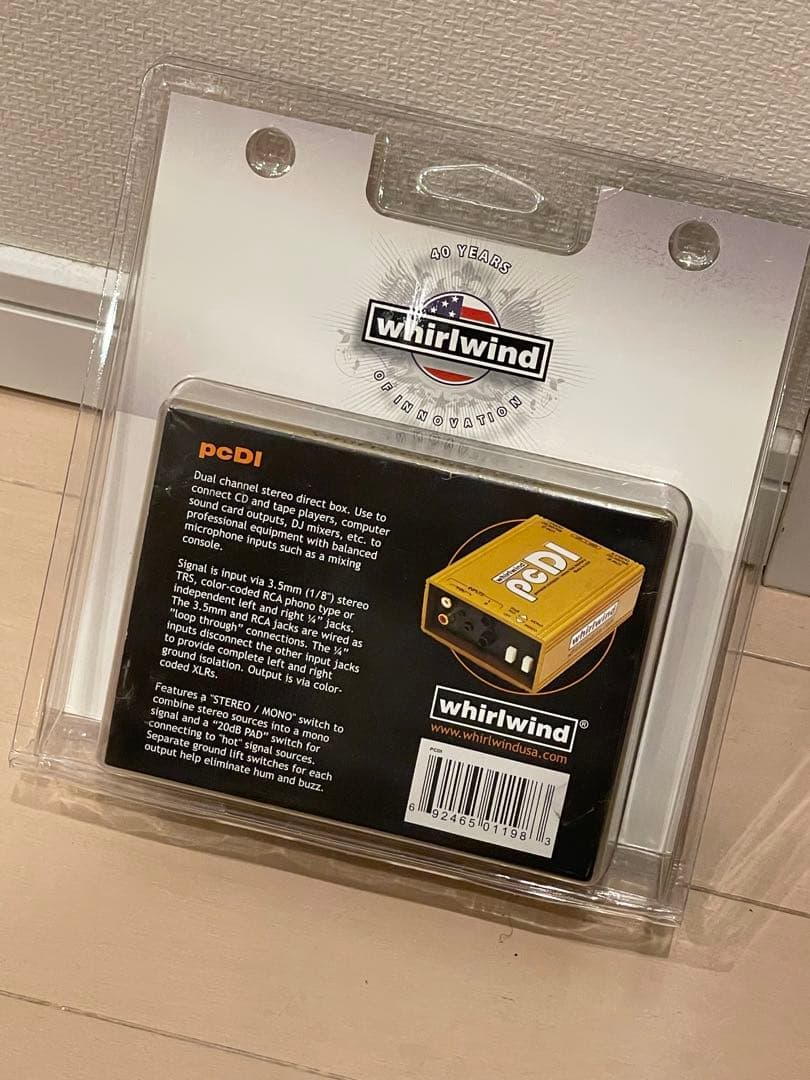 40 YEARS
whirlwind
OF INNOVATION
pcDI
Dual channel stereo direct box. Use to
connect CD and tape players, computer
sound card outputs, DJ mixers, etc. to
professional equipment with balanced
microphone inputs such as a mixing
console.
Signal is input via 3.5mm (1/8") stereo
TRS, color-coded RCA phono type or
independent left and right ¼" jacks.
The 3.5mm and RCA jacks are wired as
"loop through" connections. The ¼"
inputs disconnect the other input jacks
to provide complete left and right
ground isolation. Output is via color-
coded XLRs.
Features a "STEREO / MONO" switch to
combine stereo sources into a mono
signal and a "20dB PAD" switch for
connecting to "hot" signal sources.
Separate ground lift switches for each
output help eliminate hum and buzz.
whirlwind
pcDI
whirlwind
whirlwind®
www.whirlwindusa.com
PCDI
6 92465 01198 3